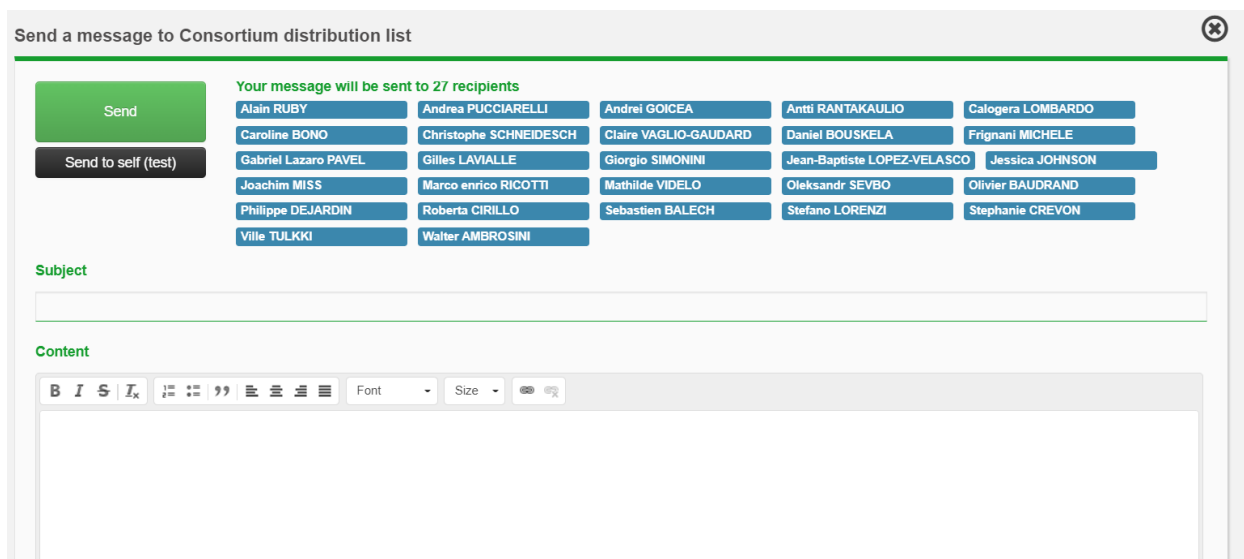 Send a message to Consortium distribution list
Send
Send to self (test)
Your message will be sent to 27 recipients
Alain RUBY Andrea PUCCIARELLI Andrei GOICEA Antti RANTAKAULIO Calogera LOMBARDO
Caroline BONO Christophe SCHNEIDESCH Claire VAGLIO-GAUDARD Daniel BOUSKELA Frignani MICHELE
Gabriel Lazaro PAVEL Gilles LAVIALLE Giorgio SIMONINI Jean-Baptiste LOPEZ-VELASCO Jessica JOHNSON
Joachim MISS Marco enrico RICOTTI Mathilde VIDELO Oleksandr SEVBO Olivier BAUDRAND
Philippe DEJARDIN Roberta CIRILLO Sebastien BALECH Stefano LORENZI Stephanie CREVON
Ville TULKKI Walter AMBROSINI
Subject
Content
Font Size